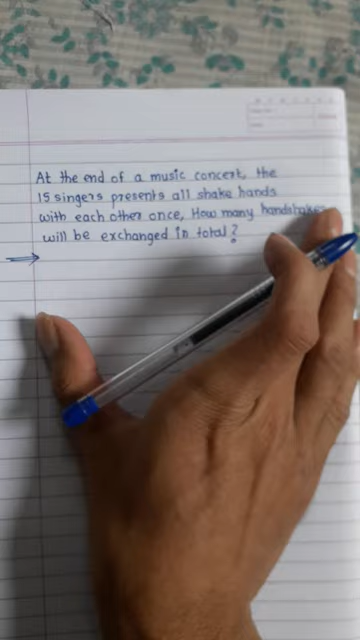 At the end of a music concert, the
15 singers presents all shake hands
with each other once, How many handshakes
will be exchanged in total?